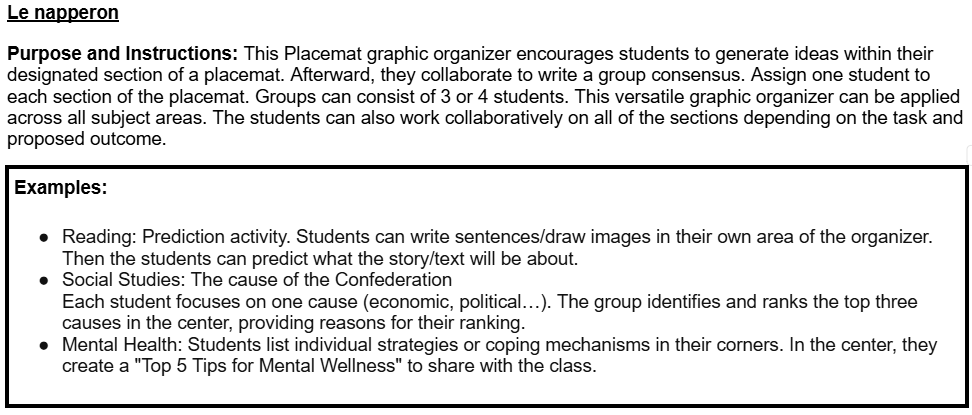 Le napperon
Purpose and Instructions: This Placemat graphic organizer encourages students to generate ideas within their
designated section of a placemat. Afterward, they collaborate to write a group consensus. Assign one student to
each section of the placemat. Groups can consist of 3 or 4 students. This versatile graphic organizer can be applied
across all subject areas. The students can also work collaboratively on all of the sections depending on the task and
proposed outcome.
Examples:
● Reading: Prediction activity. Students can write sentences/draw images in their own area of the organizer.
Then the students can predict what the story/text will be about.
● Social Studies: The cause of the Confederation
Each student focuses on one cause (economic, political…). The group identifies and ranks the top three
causes in the center, providing reasons for their ranking.
● Mental Health: Students list individual strategies or coping mechanisms in their corners. In the center, they
create a "Top 5 Tips for Mental Wellness" to share with the class.